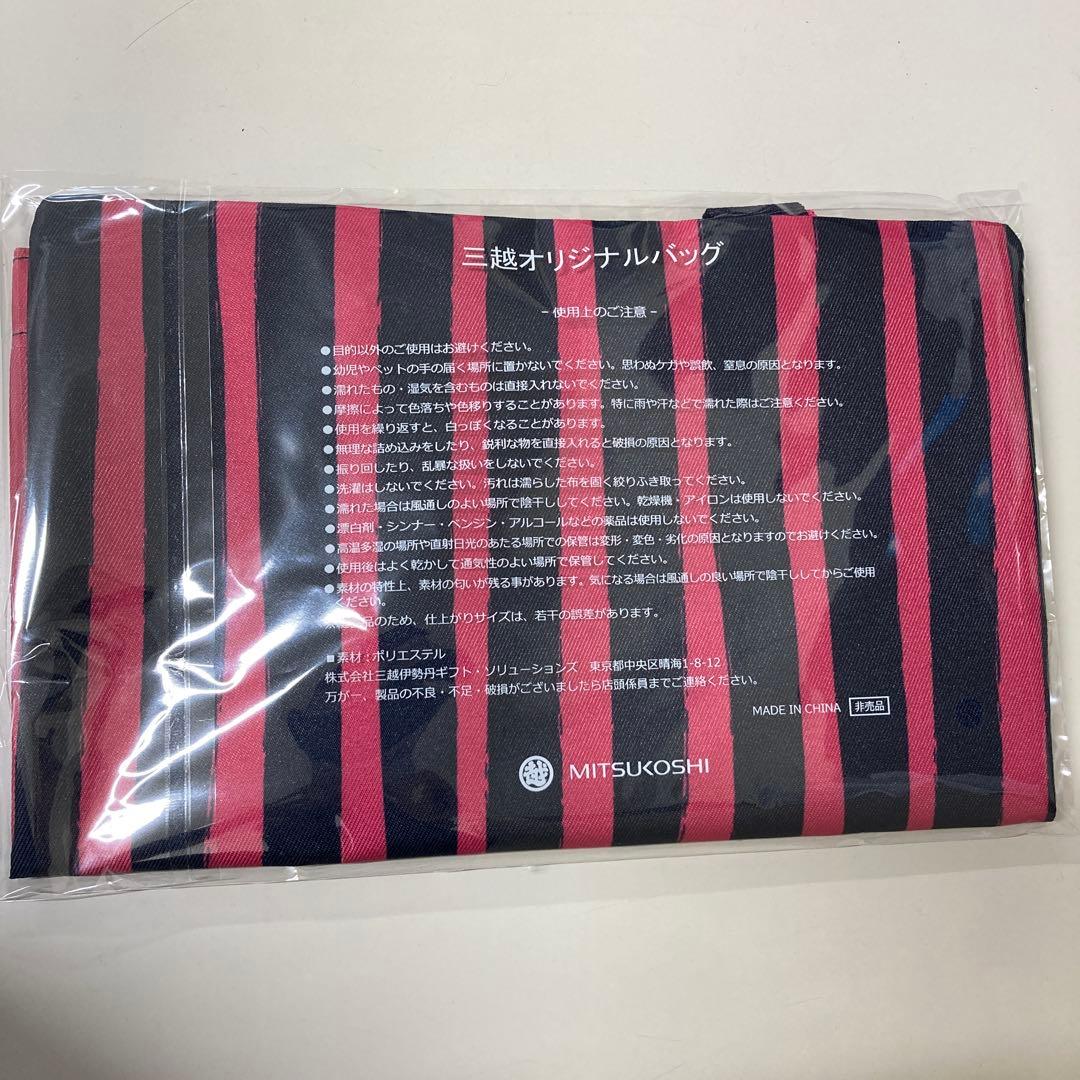 三越オリジナルバッグ
- 使用上のご注意 -
●目的以外のご使用はお避けください。
●幼児やペットの手の届く場所に置かないでください。思わぬケガや誤飲、窒息の原因となります。
●濡れたもの・湿気を含むものは直接入れないでください。
●摩擦によって色落ちや色移りすることがあります。特に雨や汗などで濡れた際はご注意ください。
●使用を繰り返すと、白っぽくなることがあります。
●無理な詰め込みをしたり、鋭利な物を直接入れると破損の原因となります。
●振り回したり、乱暴な扱いをしないでください。
●洗濯はしないでください。汚れは濡らした布を固く絞りふき取ってください。
●濡れた場合は風通しのよい場所で陰干ししてください。乾燥機・アイロンは使用しないでください。
●漂白剤・シンナー・ベンジン・アルコールなどの薬品は使用しないでください。
●高温多湿の場所や直射日光のあたる場所での保管は変形・変色・劣化の原因となりますのでお避けください。
●使用後はよく乾かして通気性のよい場所で保管してください。
●素材の特性上、素材の匂いが残る事があります。気になる場合は風通しの良い場所で陰干ししてからご使用
ください。
品のため、仕上がりサイズは、若干の誤差があります。
■素材：ポリエステル
株式会社三越伊勢丹ギフト・ソリューションズ 東京都中央区晴海1-8-12
万が一、製品の不良・不足・破損がございましたら店頭係員までご連絡ください。
MADE IN CHINA 非売品
越 MITSUKOSHI